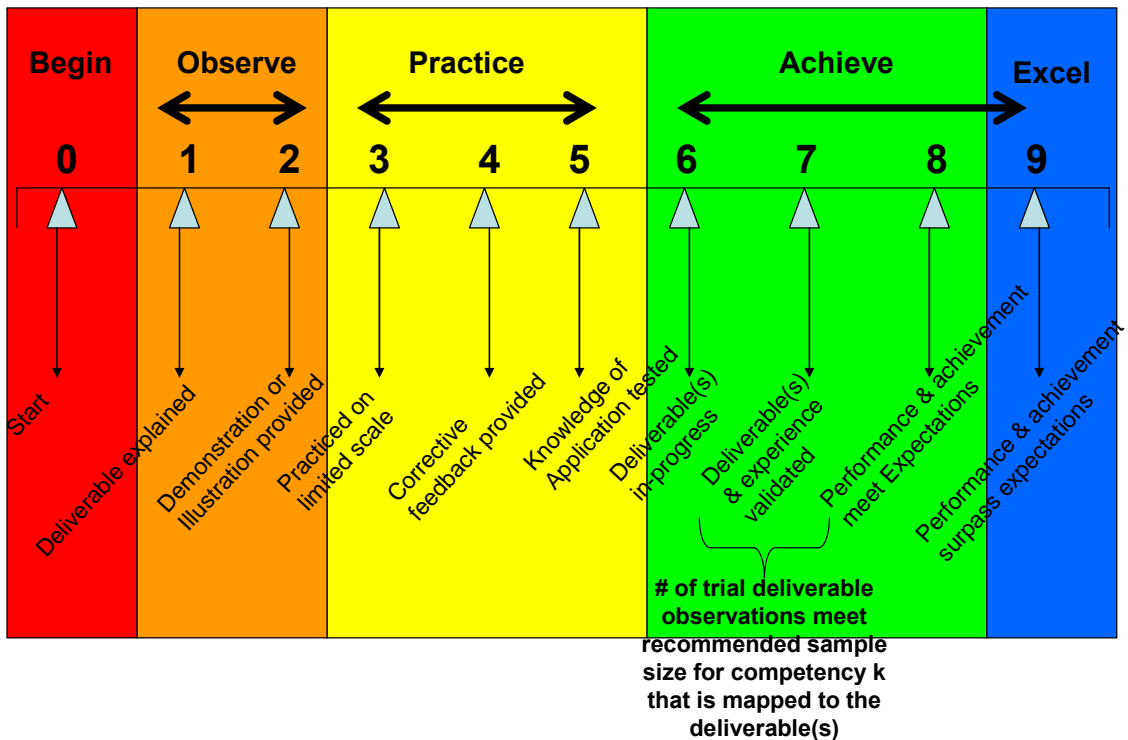 Begin
Observe
Practice
Achieve
Excel
0
1
2
3
4
5
6
7
8
9
Start
Deliverable explained
Demonstration or
Illustration provided
Practiced on
limited scale
Corrective
feedback provided
Knowledge of
Application tested
Deliverable(s)
in-progress
Deliverable(s)
& experience
validated
Performance & achievement
meet Expectations
Performance & achievement
surpass expectations
# of trial deliverable
observations meet
recommended sample
size for competency k
that is mapped to the
deliverable(s)